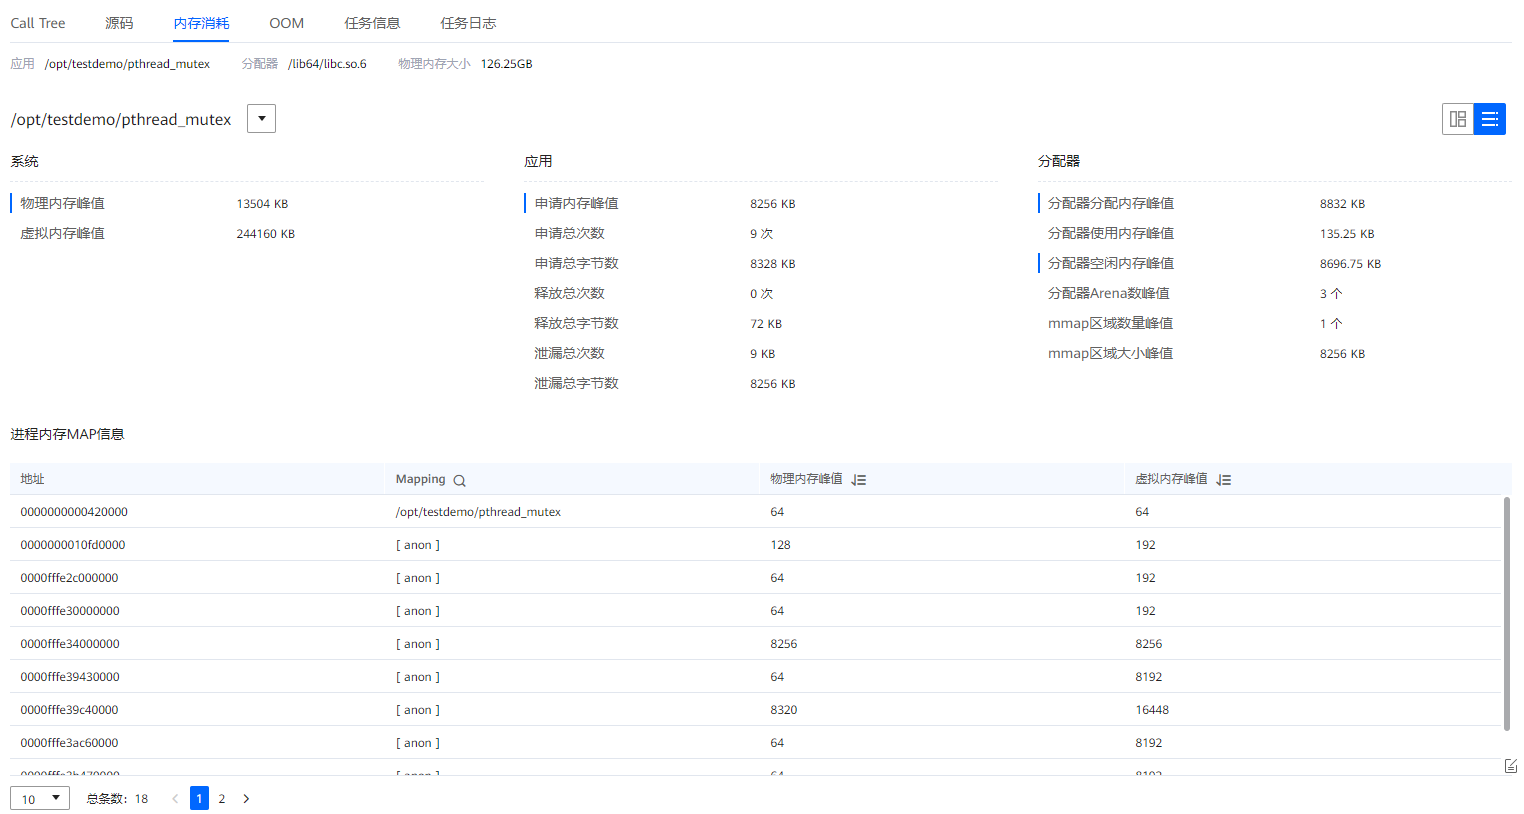 Call Tree 源码 内存消耗 OOM 任务信息 任务日志
应用 /opt/testdemo/pthread_mutex 分配器 /lib64/libc.so.6 物理内存大小 126.25GB
/opt/testdemo/pthread_mutex
系统 应用 分配器
物理内存峰值 13504 KB 申请内存峰值 8256 KB 分配器分配内存峰值 8832 KB
虚拟内存峰值 244160 KB 申请总次数 9 次 分配器使用内存峰值 135.25 KB
申请总字节数 8328 KB 分配器空闲内存峰值 8696.75 KB
释放总次数 0 次 分配器Arena数峰值 3 个
释放总字节数 72 KB mmap区域数量峰值 1 个
泄漏总次数 9 KB mmap区域大小峰值 8256 KB
泄漏总字节数 8256 KB
进程内存MAP信息
地址 Mapping 物理内存峰值 虚拟内存峰值
0000000000420000 /opt/testdemo/pthread_mutex 64 64
0000000010fd0000 [ anon ] 128 192
0000fffe2c000000 [ anon ] 64 192
0000fffe30000000 [ anon ] 64 192
0000fffe34000000 [ anon ] 8256 8256
0000fffe39430000 [ anon ] 64 8192
0000fffe39c40000 [ anon ] 8320 16448
0000fffe3ac60000 [ anon ] 64 8192
10 总条数: 18 1 2